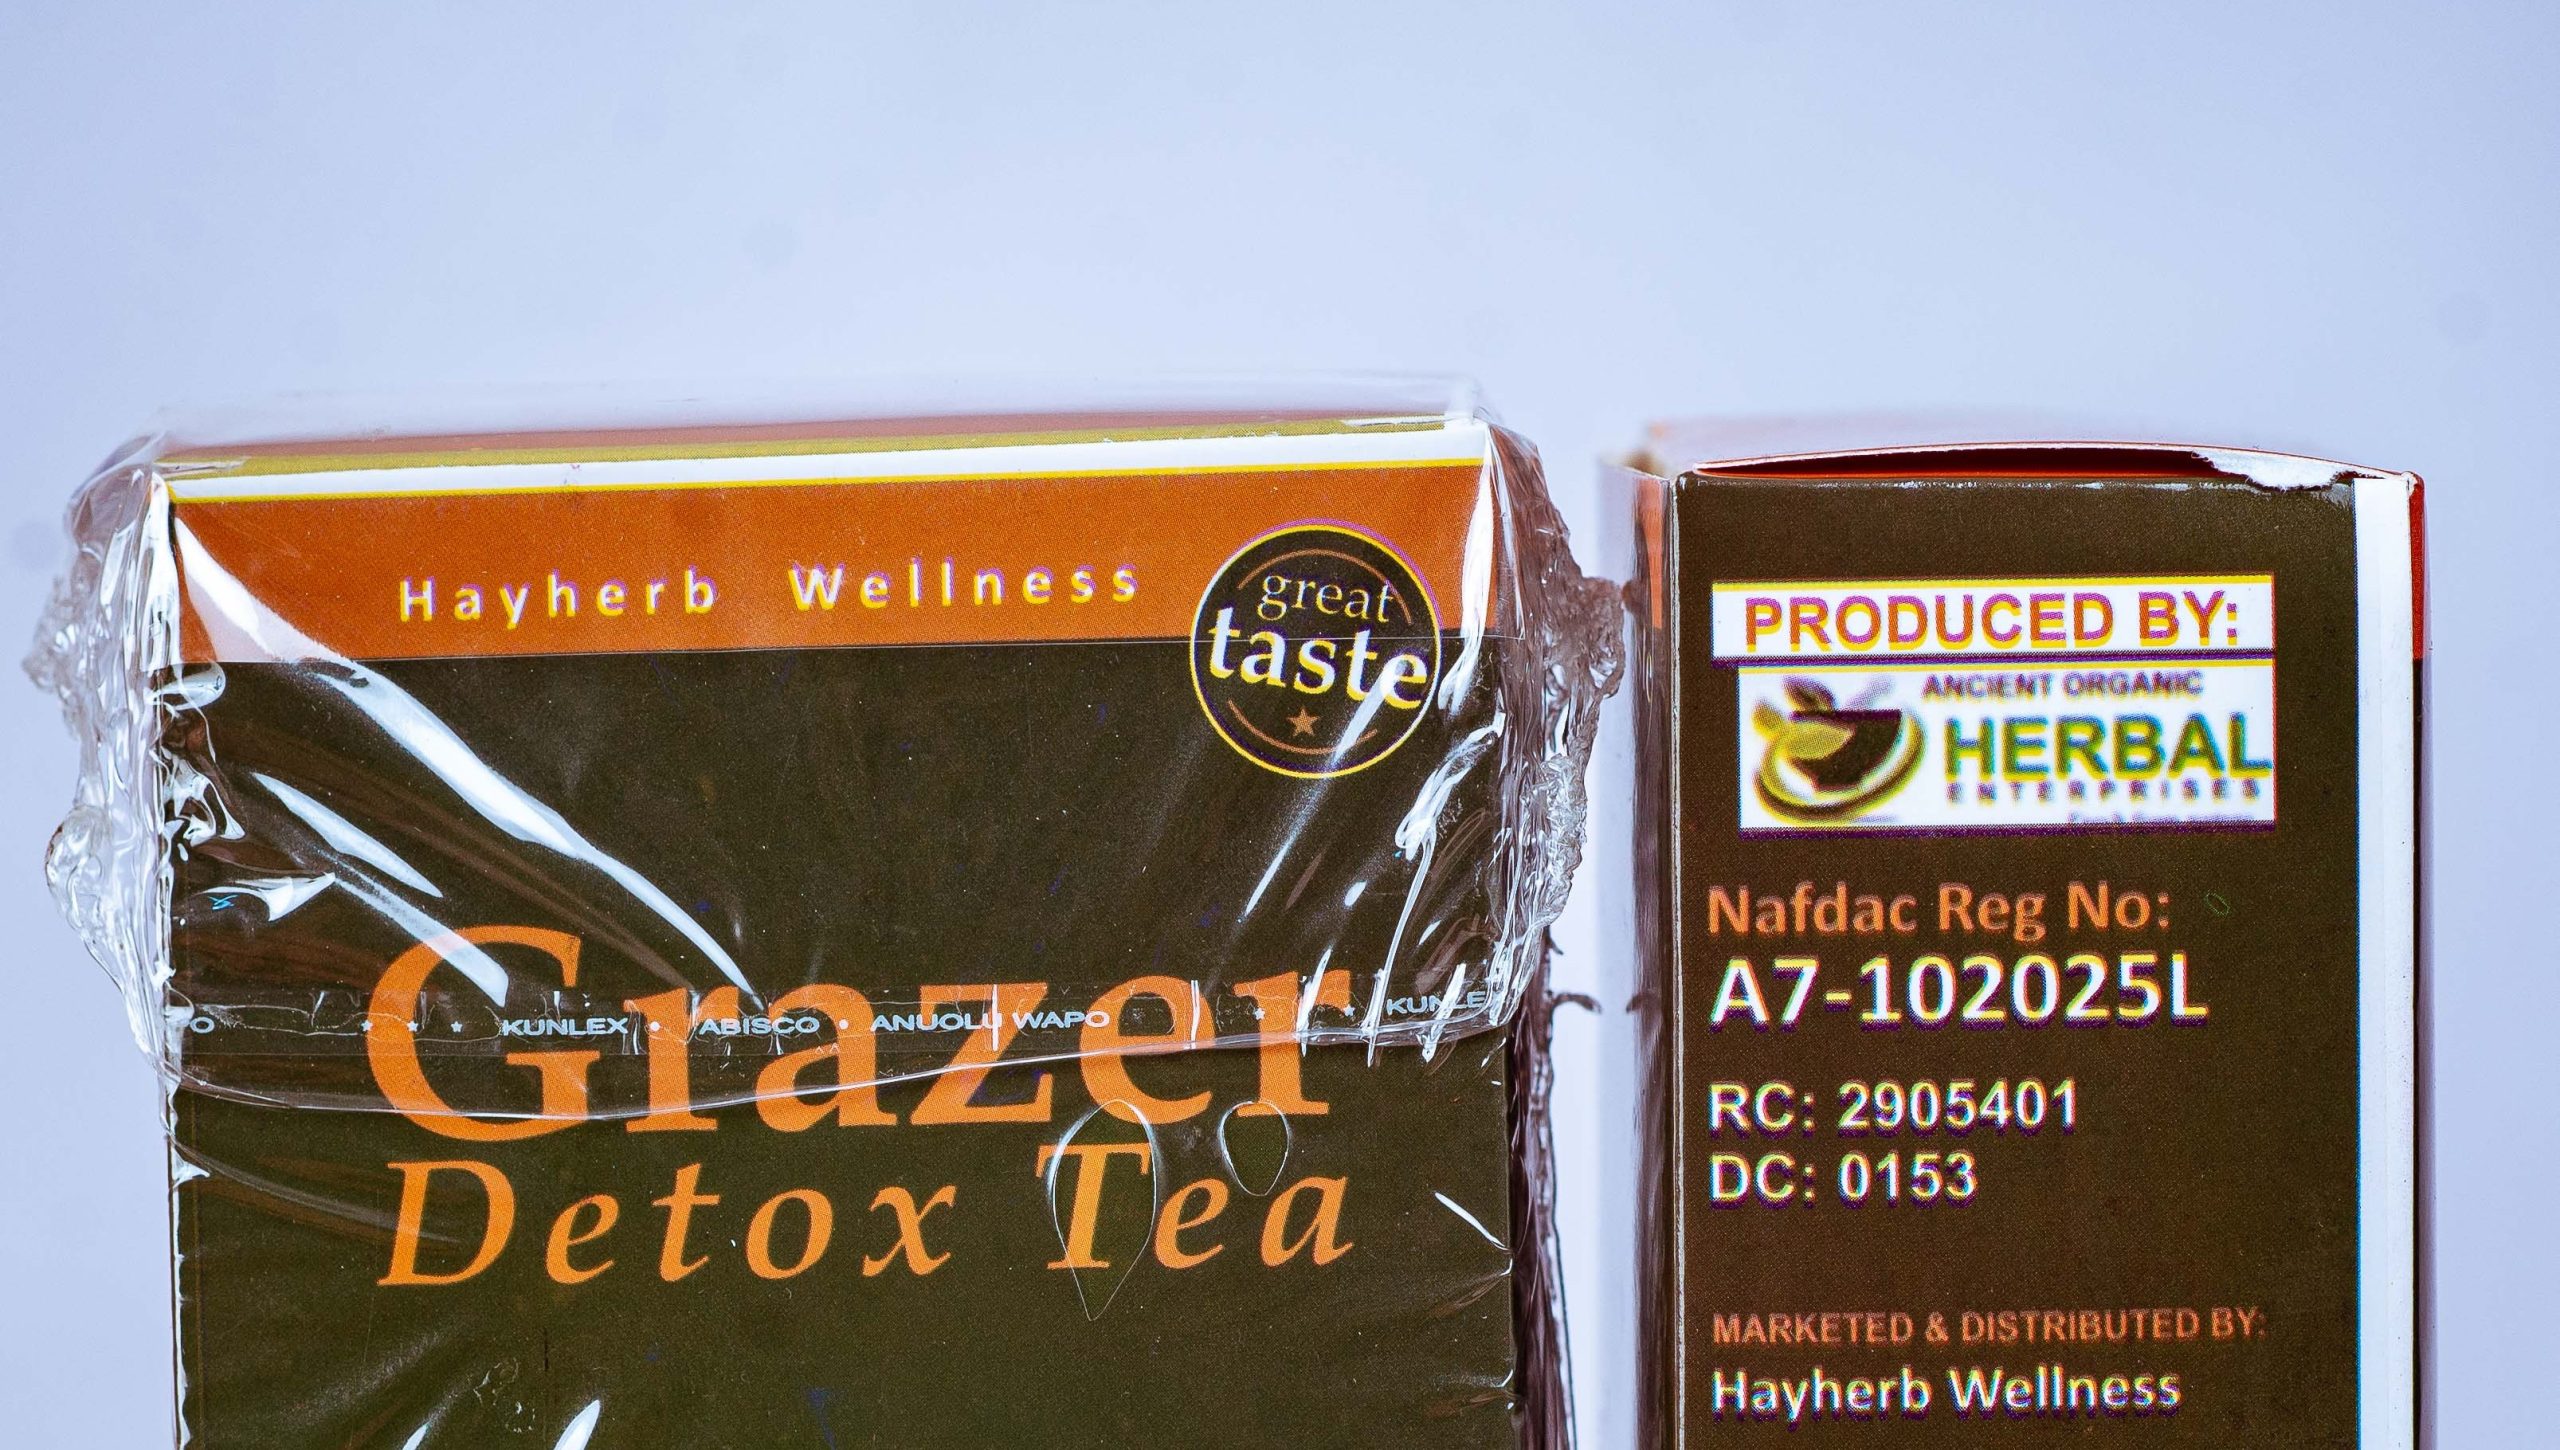 Hayherb Wellness
great
taste
KUNLEX • ABISCO • ANUOLU WAPO
Grazer
Detox Tea
PRODUCED BY:
ANCIENT ORGANIC
HERBAL
ENTERPRISES
Nafdac Reg No:
A7-102025L
RC: 2905401
DC: 0153
MARKETED & DISTRIBUTED BY:
Hayherb Wellness